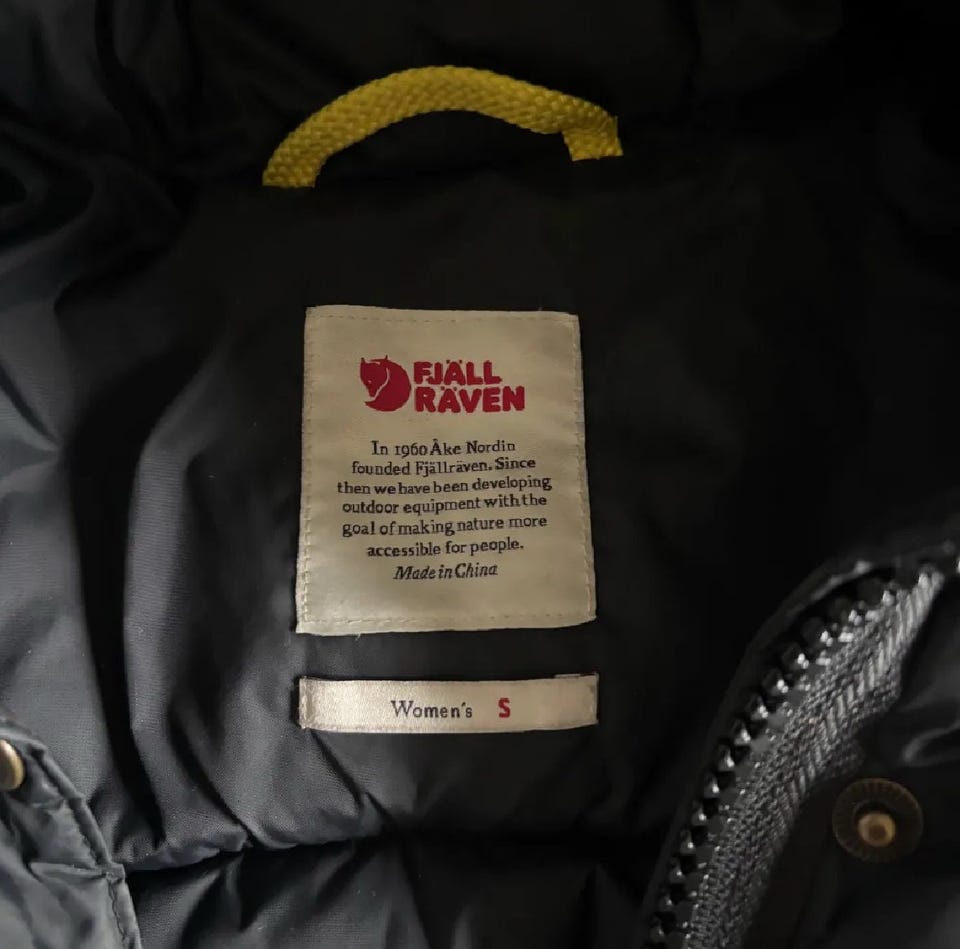 FJÄLL
RÄVEN
In 1960 Åke Nordin
founded Fjällräven. Since
then we have been developing
outdoor equipment with the
goal of making nature more
accessible for people.
Made in China
Women's S